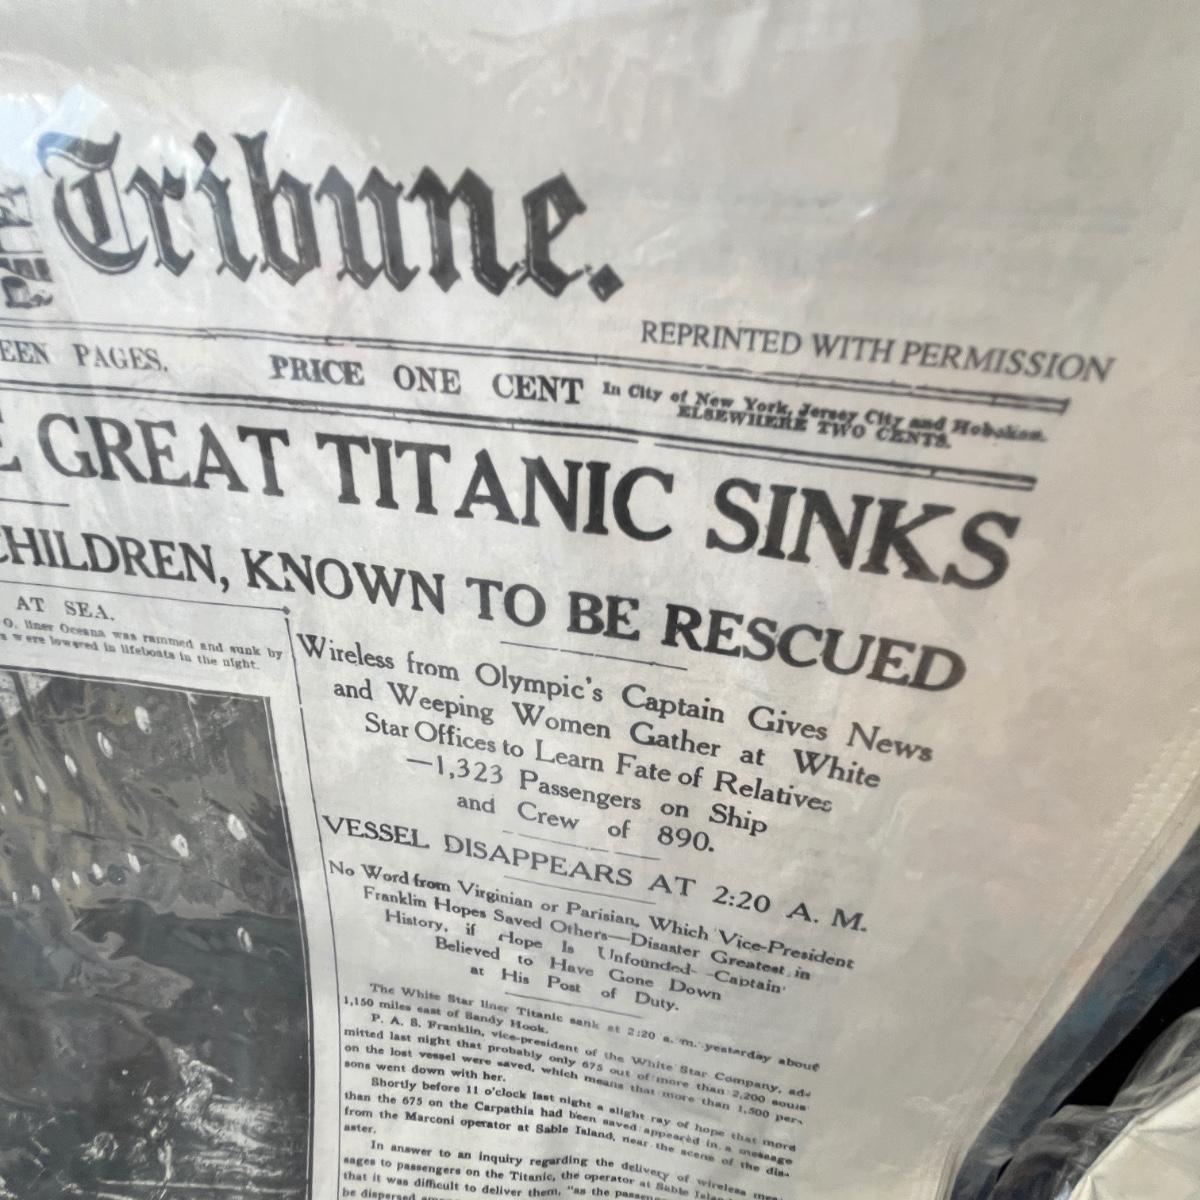 Tribune.
REPRINTED WITH PERMISSION
EEN PAGES. PRICE ONE CENT In City of New York, Jersey City and Hoboken.
ELSEWHERE TWO CENTS.
GREAT TITANIC SINKS
CHILDREN, KNOWN TO BE RESCUED
AT SEA.
O. liner Oceana was rammed and sunk by
s were lowered in lifeboats in the night.
Wireless from Olympic's Captain Gives News
and Weeping Women Gather at White
Star Offices to Learn Fate of Relatives
—1,323 Passengers on Ship
and Crew of 890.
VESSEL DISAPPEARS AT 2:20 A. M.
No Word from Virginian or Parisian, Which Vice-President
Franklin Hopes Saved Others—Disaster Greatest in
History, if Hope Is Unfounded—Captain
Believed to Have Gone Down
at His Post of Duty.
The White Star liner Titanic sank at 2:20 a. m. yesterday about
1,150 miles east of Sandy Hook.
P. A. S. Franklin, vice-president of the White Star Company, ad-
mitted last night that probably only 675 out of more than 2,200 souls
on the lost vessel were saved, which means that more than 1,500 per-
sons went down with her.
Shortly before 11 o'clock last night a slight ray of hope that more
than the 675 on the Carpathia had been saved appeared in a message
from the Marconi operator at Sable Island, near the scene of the dis-
aster.
In answer to an inquiry regarding the delivery of wireless mes-
sages to passengers on the Titanic, the operator at Sable Island
that it was difficult to deliver them, "as the passen
be dispersed